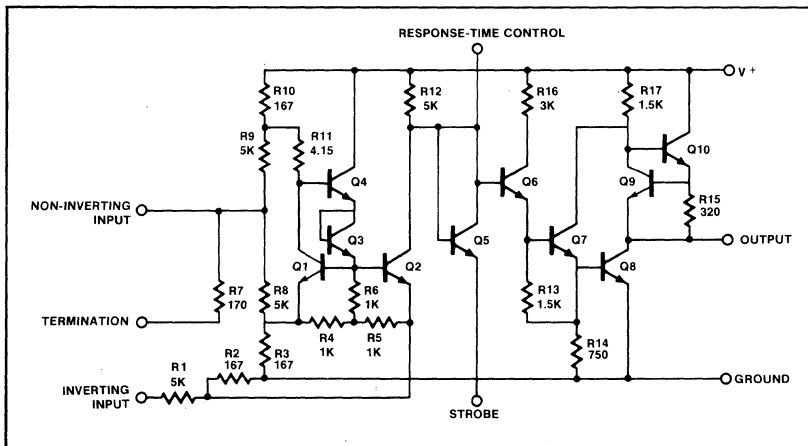 RESPONSE-TIME CONTROL
V+
R10
167
R12
5K
R16
3K
R17
1.5K
R9
5K
R11
4.15
Q4
Q10
Q9
Q6
NON-INVERTING
INPUT
R15
320
Q3
Q5
Q7
OUTPUT
Q1
Q2
Q8
R7
170
R8
5K
R6
1K
R13
1.5K
TERMINATION
R4
1K
R5
1K
R14
750
R1
5K
R2
167
R3
167
GROUND
INVERTING
INPUT
STROBE